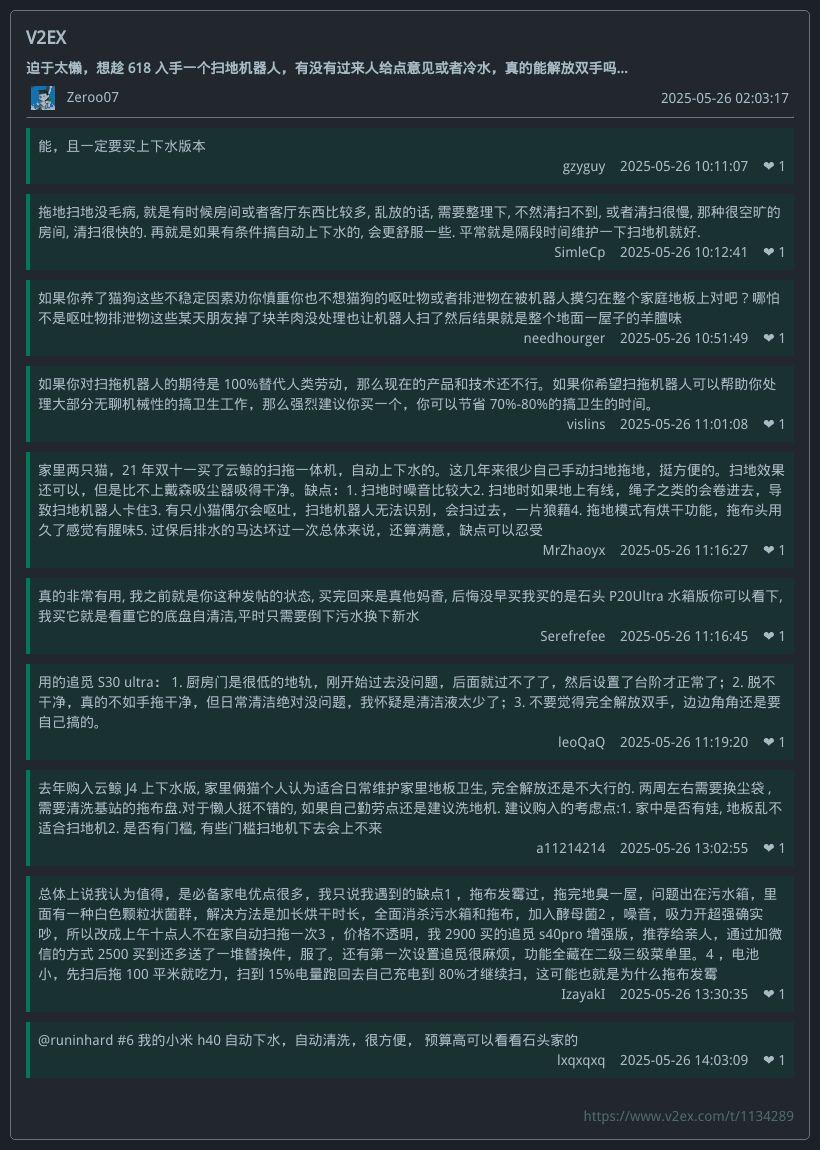 V2EX
迫于太懒，想趁 618 入手一个扫地机器人，有没有过来人给点意见或者冷水，真的能解放双手吗...
Zeroo07
2025-05-26 02:03:17
能，且一定要买上下水版本
gzyguy 2025-05-26 10:11:07 ❤ 1
拖地扫地没毛病, 就是有时候房间或者客厅东西比较多, 乱放的话, 需要整理下, 不然清扫不到, 或者清扫很慢, 那种很空旷的
房间, 清扫很快的. 再就是如果有条件搞自动上下水的, 会更舒服一些. 平常就是隔段时间维护一下扫地机就好.
SimleCp 2025-05-26 10:12:41 ❤ 1
如果你养了猫狗这些不稳定因素劝你慎重你也不想猫狗的呕吐物或者排泄物在被机器人摸匀在整个家庭地板上对吧？哪怕
不是呕吐物排泄物这些某天朋友掉了块羊肉没处理也让机器人扫了然后结果就是整个地面一屋子的羊膻味
needhourger 2025-05-26 10:51:49 ❤ 1
如果你对扫拖机器人的期待是 100%替代人类劳动，那么现在的产品和技术还不行。如果你希望扫拖机器人可以帮助你处
理大部分无聊机械性的搞卫生工作，那么强烈建议你买一个，你可以节省 70%-80%的搞卫生的时间。
vislins 2025-05-26 11:01:08 ❤ 1
家里两只猫，21 年双十一买了云鲸的扫拖一体机，自动上下水的。这几年来很少自己手动扫地拖地，挺方便的。扫地效果
还可以，但是比不上戴森吸尘器吸得干净。缺点：1. 扫地时噪音比较大2. 扫地时如果地上有线，绳子之类的会卷进去，导
致扫地机器人卡住3. 有只小猫偶尔会呕吐，扫地机器人无法识别，会扫过去，一片狼藉4. 拖地模式有烘干功能，拖布头用
久了感觉有腥味5. 过保后排水的马达坏过一次总体来说，还算满意，缺点可以忍受
MrZhaoyx 2025-05-26 11:16:27 ❤ 1
真的非常有用, 我之前就是你这种发帖的状态, 买完回来是真他妈香, 后悔没早买我买的是石头 P20Ultra 水箱版你可以看下,
我买它就是看重它的底盘自清洁,平时只需要倒下污水换下新水
Serefrefee 2025-05-26 11:16:45 ❤ 1
用的追觅 S30 ultra： 1. 厨房门是很低的地轨，刚开始过去没问题，后面就过不了了，然后设置了台阶才正常了；2. 脱不
干净，真的不如手拖干净，但日常清洁绝对没问题，我怀疑是清洁液太少了；3. 不要觉得完全解放双手，边边角角还是要
自己搞的。
leoQaQ 2025-05-26 11:19:20 ❤ 1
去年购入云鲸 J4 上下水版, 家里俩猫个人认为适合日常维护家里地板卫生, 完全解放还是不大行的. 两周左右需要换尘袋 ,
需要清洗基站的拖布盘.对于懒人挺不错的, 如果自己勤劳点还是建议洗地机. 建议购入的考虑点:1. 家中是否有娃, 地板乱不
适合扫地机2. 是否有门槛, 有些门槛扫地机下去会上不来
a11214214 2025-05-26 13:02:55 ❤ 1
总体上说我认为值得，是必备家电优点很多，我只说我遇到的缺点1 ，拖布发霉过，拖完地臭一屋，问题出在污水箱，里
面有一种白色颗粒状菌群，解决方法是加长烘干时长，全面消杀污水箱和拖布，加入酵母菌2 ，噪音，吸力开超强确实
吵，所以改成上午十点人不在家自动扫拖一次3 ，价格不透明，我 2900 买的追觅 s40pro 增强版，推荐给亲人，通过加微
信的方式 2500 买到还多送了一堆替换件，服了。还有第一次设置追觅很麻烦，功能全藏在二级三级菜单里。4 ，电池
小，先扫后拖 100 平米就吃力，扫到 15%电量跑回去自己充电到 80%才继续扫，这可能也就是为什么拖布发霉
IzayakI 2025-05-26 13:30:35 ❤ 1
@runinhard #6 我的小米 h40 自动下水，自动清洗，很方便， 预算高可以看看石头家的
lxqxqxq 2025-05-26 14:03:09 ❤ 1
https://www.v2ex.com/t/1134289